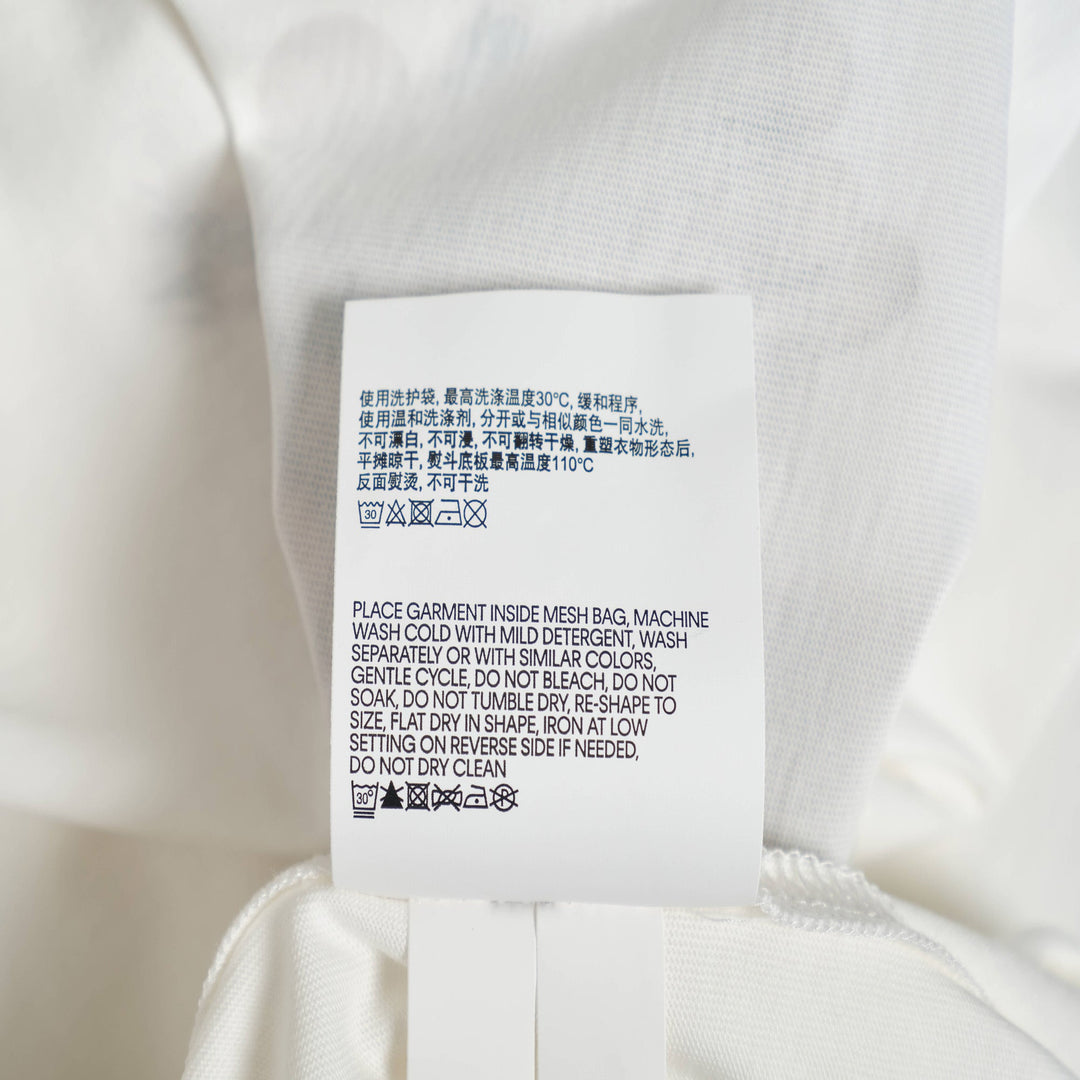 使用洗护袋, 最高洗涤温度30°C, 缓和程序,
使用温和洗涤剂, 分开或与相似颜色一同水洗,
不可漂白, 不可浸, 不可翻转干燥, 重塑衣物形态后,
平摊晾干, 熨斗底板最高温度110°C
反面熨烫, 不可干洗
30
PLACE GARMENT INSIDE MESH BAG, MACHINE
WASH COLD WITH MILD DETERGENT, WASH
SEPARATELY OR WITH SIMILAR COLORS,
GENTLE CYCLE, DO NOT BLEACH, DO NOT
SOAK, DO NOT TUMBLE DRY, RE-SHAPE TO
SIZE, FLAT DRY IN SHAPE, IRON AT LOW
SETTING ON REVERSE SIDE IF NEEDED,
DO NOT DRY CLEAN
30° P